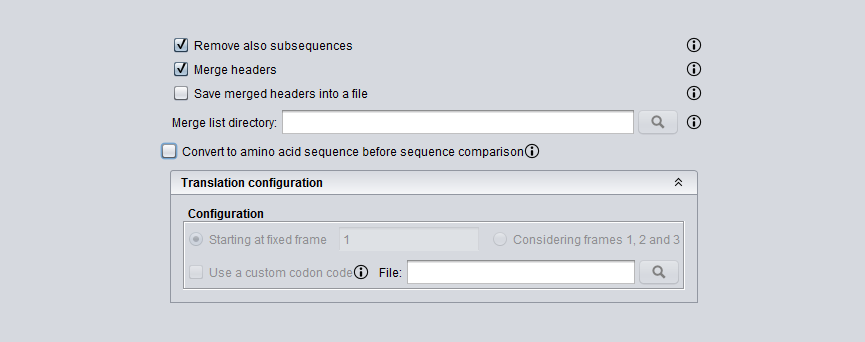 Remove also subsequences
Merge headers
Save merged headers into a file
Merge list directory:
Convert to amino acid sequence before sequence comparison
Translation configuration
Configuration
Starting at fixed frame 1 Considering frames 1, 2 and 3
Use a custom codon code File: